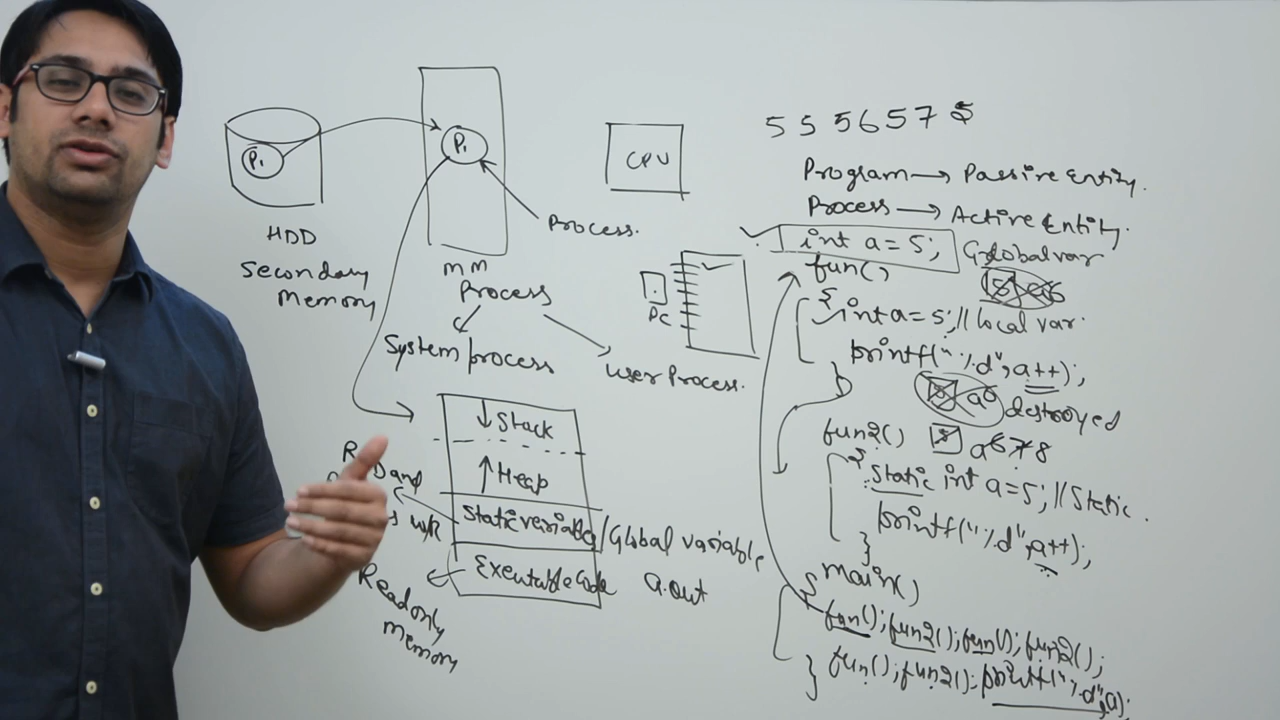 P1
HDD
Secondary
Memory
P1
MM
Process.
Process
System process
User Process.
CPU
PC
↓ Stack
↑ Heap
Static variable / Global variable
Executable Code a.out
Read and
Read only
Memory
5 5 5 6 5 7 5
Program → Passive Entity.
Process → Active Entity.
int a = 5; Global var
fun()
{ int a = 5; // local var.
printf("%d", a++);
}
destroyed
fun2() 5 a 6 7 8
{ Static int a = 5; // Static.
printf("%d", a++);
}
main()
{
fun(); fun2(); fun(); fun2();
fun(); fun2(); printf("%d", a);
}